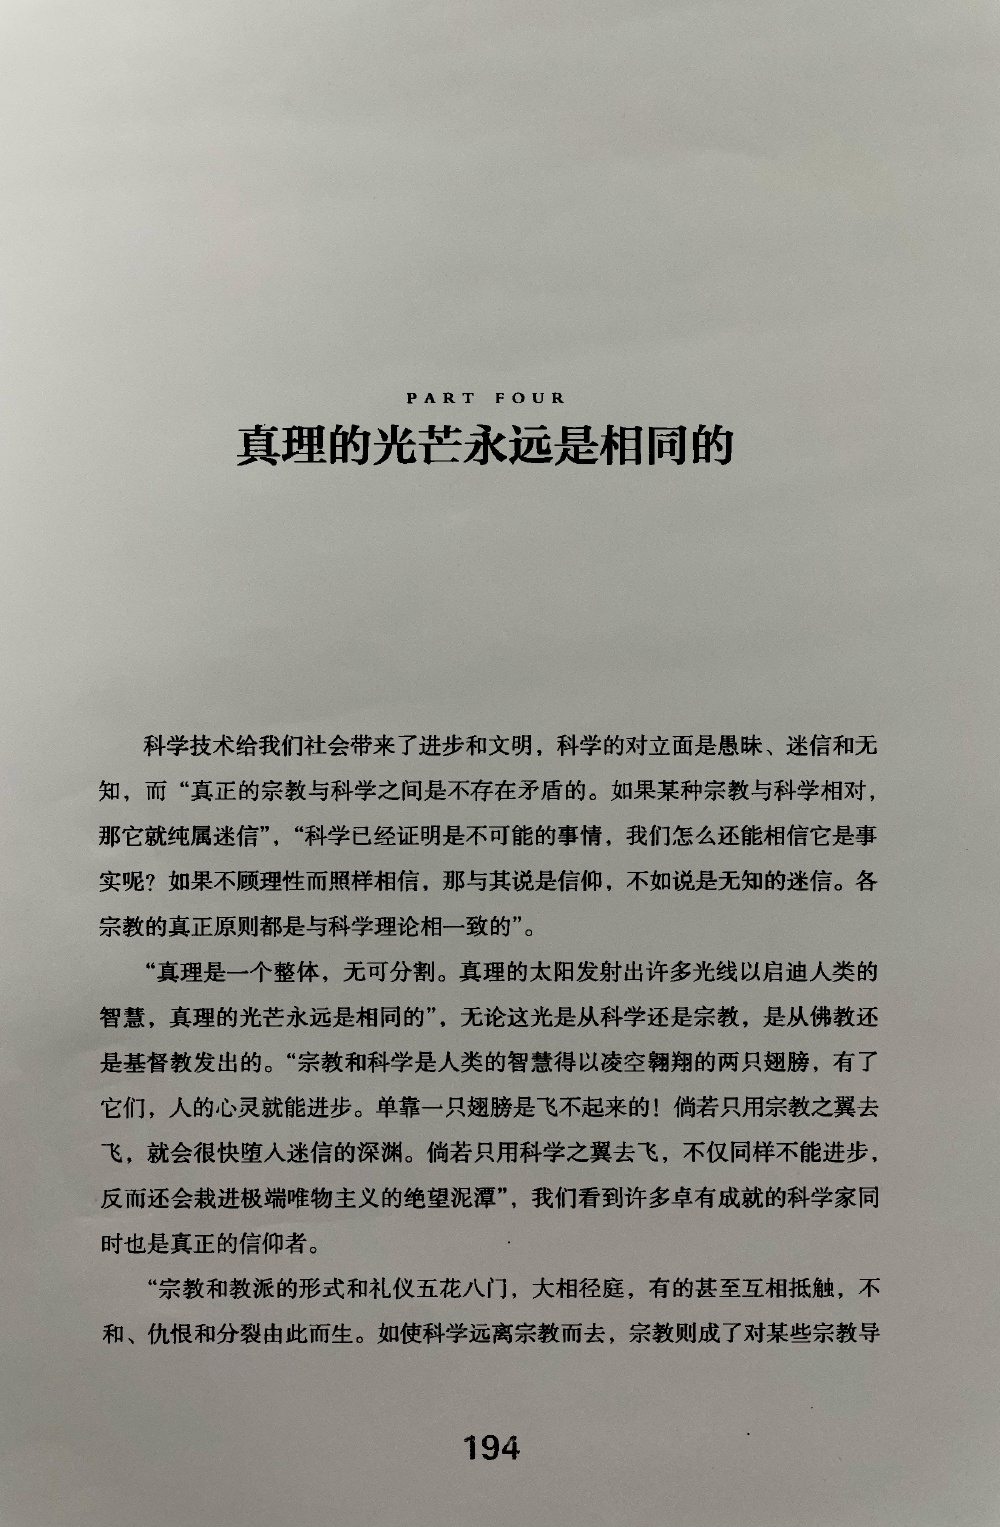 PART FOUR
真理的光芒永远是相同的
科学技术给我们社会带来了进步和文明，科学的对立面是愚昧、迷信和无
知，而“真正的宗教与科学之间是不存在矛盾的。如果某种宗教与科学相对，
那它就纯属迷信”，“科学已经证明是不可能的事情，我们怎么还能相信它是事
实呢？如果不顾理性而照样相信，那与其说是信仰，不如说是无知的迷信。各
宗教的真正原则都是与科学理论相一致的”。
“真理是一个整体，无可分割。真理的太阳发射出许多光线以启迪人类的
智慧，真理的光芒永远是相同的”，无论这光是从科学还是宗教，是从佛教还
是基督教发出的。“宗教和科学是人类的智慧得以凌空翱翔的两只翅膀，有了
它们，人的心灵就能进步。单靠一只翅膀是飞不起来的！倘若只用宗教之翼去
飞，就会很快堕入迷信的深渊。倘若只用科学之翼去飞，不仅同样不能进步，
反而还会栽进极端唯物主义的绝望泥潭”，我们看到许多卓有成就的科学家同
时也是真正的信仰者。
“宗教和教派的形式和礼仪五花八门，大相径庭，有的甚至互相抵触，不
和、仇恨和分裂由此而生。如使科学远离宗教而去，宗教则成了对某些宗教导
194